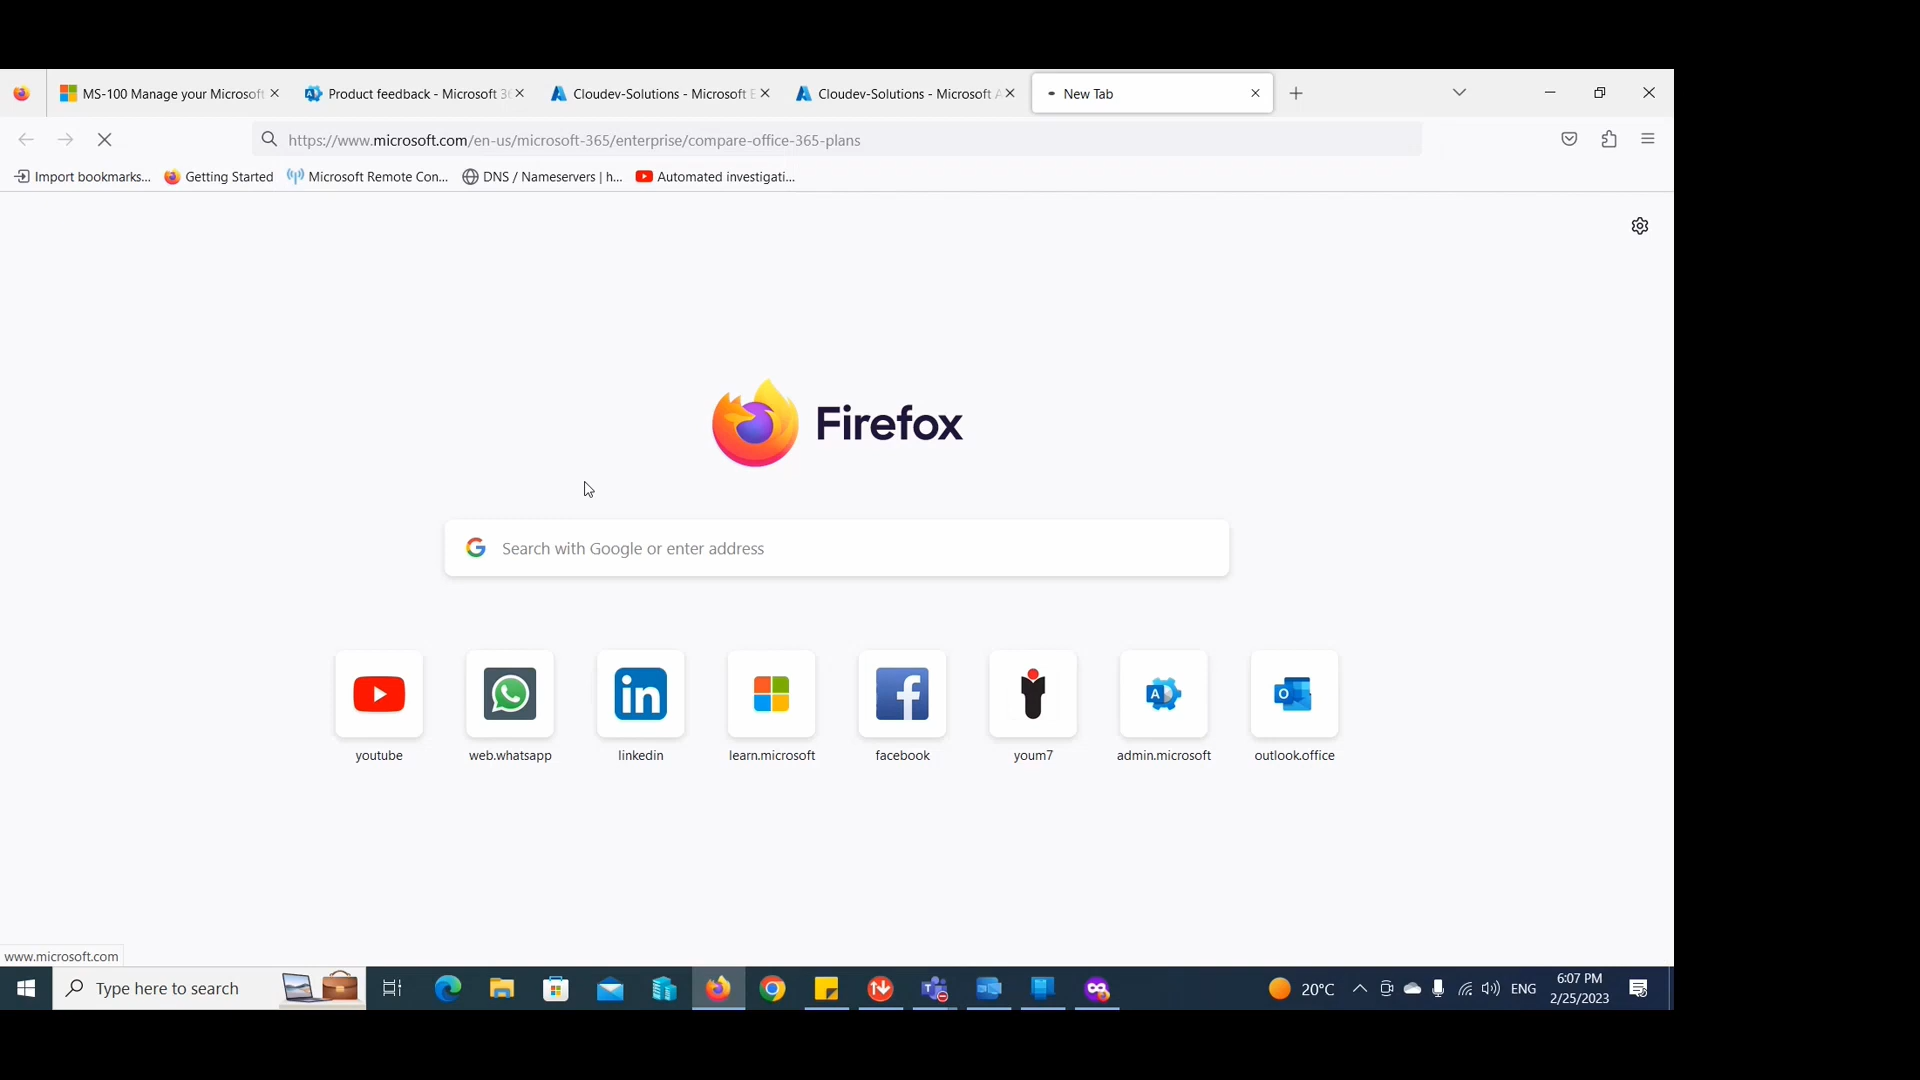 MS-100 Manage your Microsoft
Product feedback - Microsoft 36
Cloudev-Solutions - Microsoft E
Cloudev-Solutions - Microsoft A
New Tab
https://www.microsoft.com/en-us/microsoft-365/enterprise/compare-office-365-plans
Import bookmarks...
Getting Started
Microsoft Remote Con...
DNS / Nameservers | h...
Automated investigati...
Firefox
Search with Google or enter address
youtube
web.whatsapp
linkedin
learn.microsoft
facebook
youm7
admin.microsoft
outlook.office
www.microsoft.com
Type here to search
20°C
ENG
6:07 PM
2/25/2023